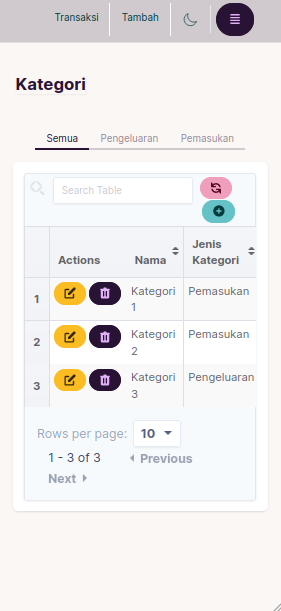 Transaksi Tambah
Kategori
Semua Pengeluaran Pemasukan
Search Table
Actions Nama Jenis Kategori
1 Kategori 1 Pemasukan
2 Kategori 2 Pemasukan
3 Kategori 3 Pengeluaran
Rows per page: 10
1 - 3 of 3 Previous
Next